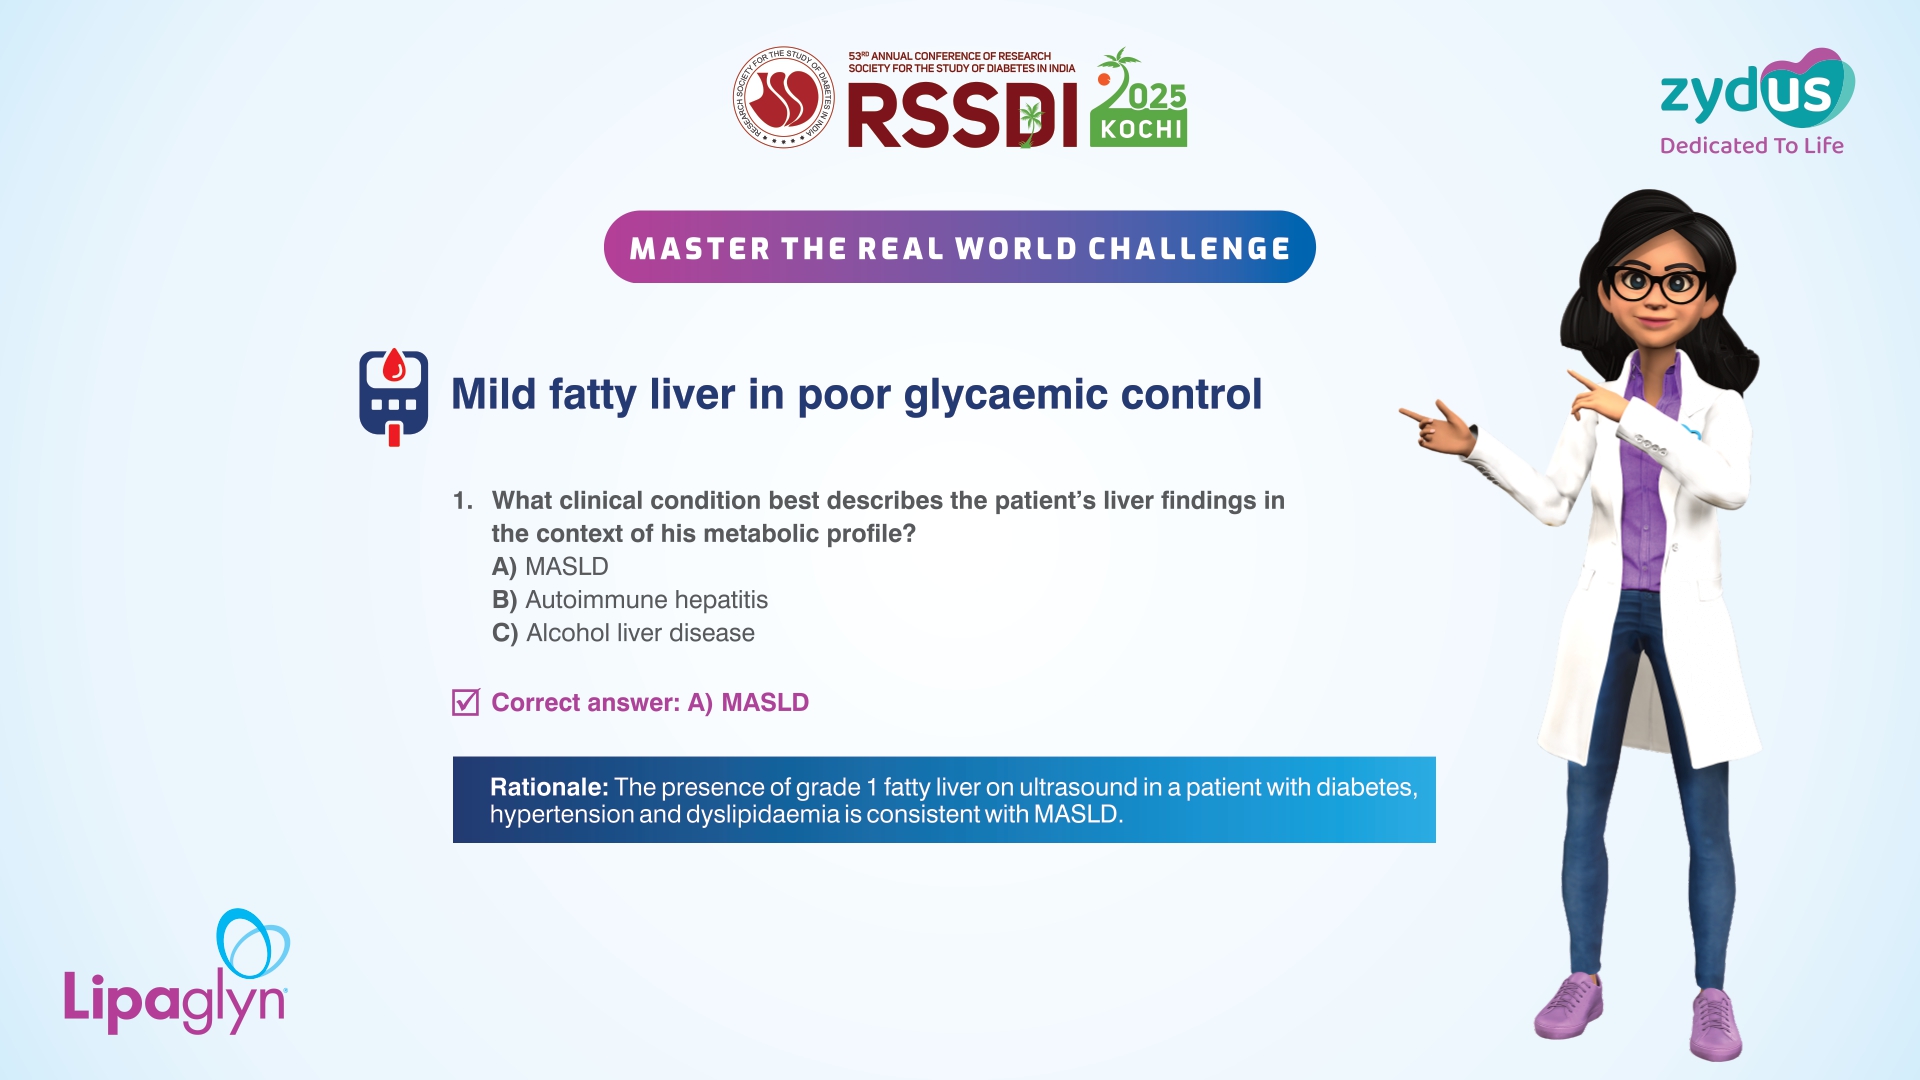 RESEARCH SOCIETY FOR THE STUDY OF DIABETES IN INDIA
53RD ANNUAL CONFERENCE OF RESEARCH
SOCIETY FOR THE STUDY OF DIABETES IN INDIA
RSSDI
2025
KOCHI
zydus
Dedicated To Life
MASTER THE REAL WORLD CHALLENGE
Mild fatty liver in poor glycaemic control
1. What clinical condition best describes the patient’s liver findings in
the context of his metabolic profile?
A) MASLD
B) Autoimmune hepatitis
C) Alcohol liver disease
Correct answer: A) MASLD
Rationale: The presence of grade 1 fatty liver on ultrasound in a patient with diabetes,
hypertension and dyslipidaemia is consistent with MASLD.
Lipaglyn®